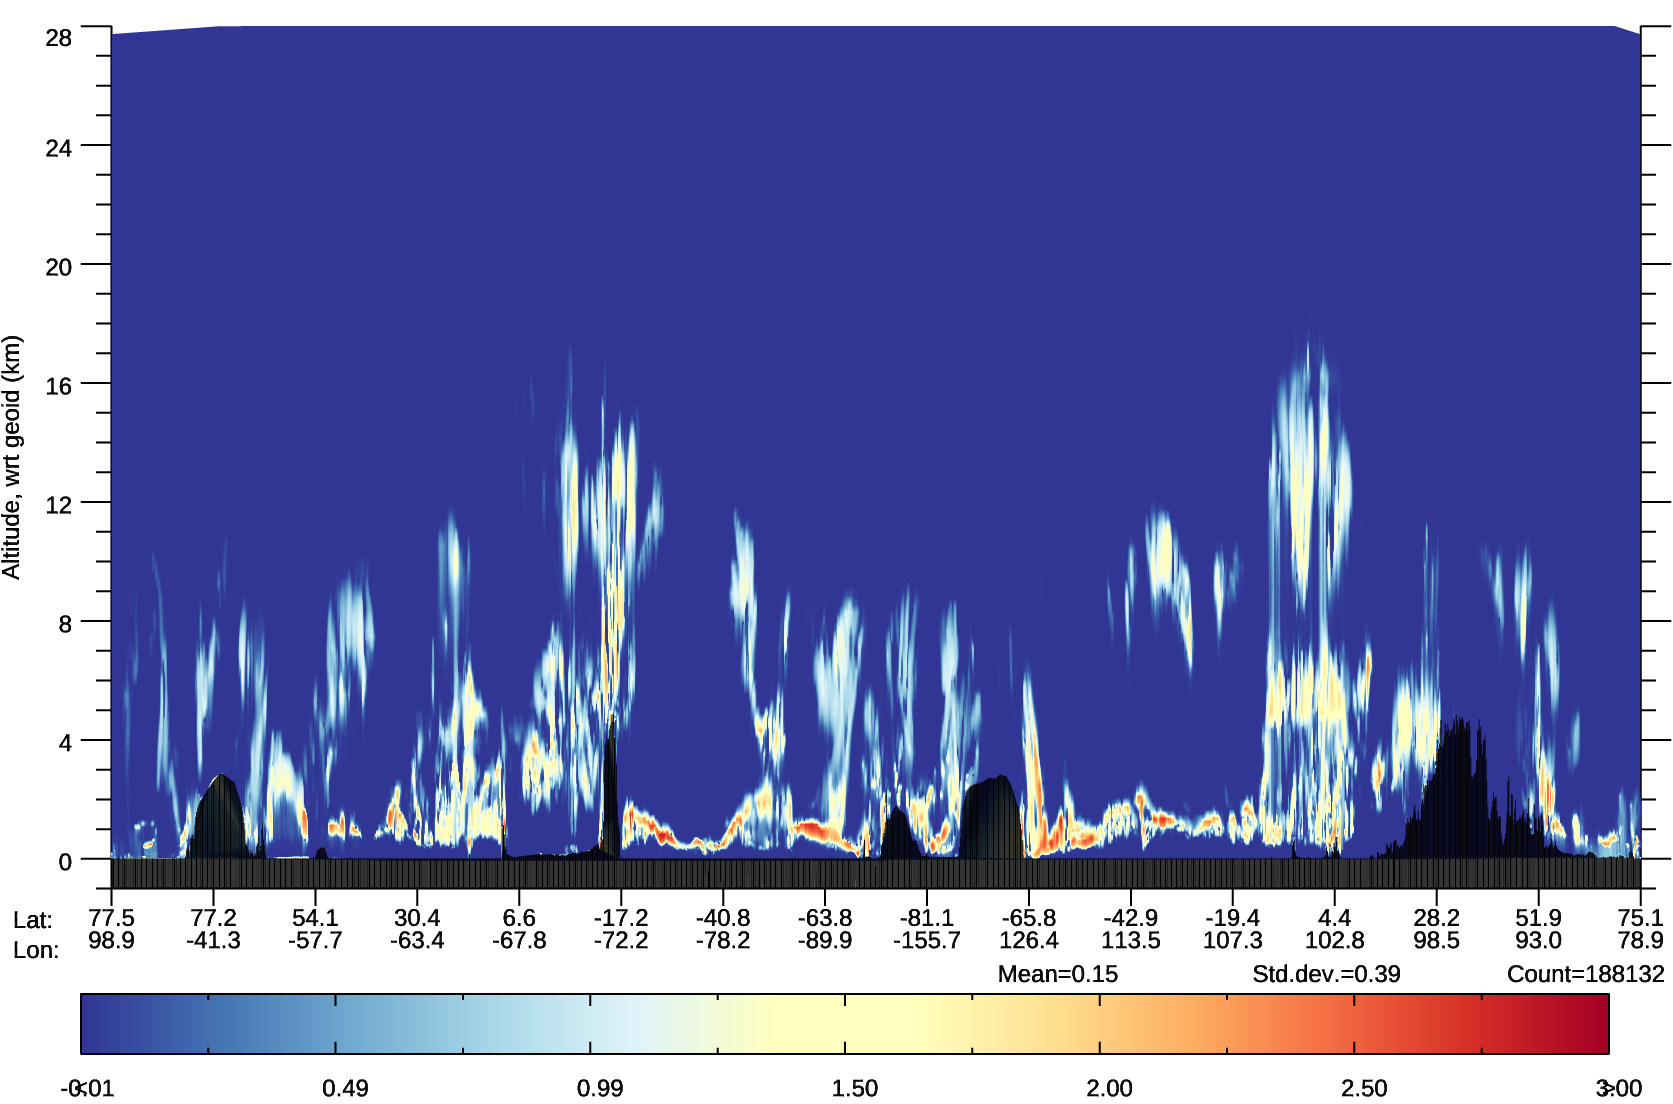 28
24
20
16
12
8
4
0
Altitude, wrt geoid (km)
Lat: 77.5 77.2 54.1 30.4 6.6 -17.2 -40.8 -63.8 -81.1 -65.8 -42.9 -19.4 4.4 28.2 51.9 75.1
Lon: 98.9 -41.3 -57.7 -63.4 -67.8 -72.2 -78.2 -89.9 -155.7 126.4 113.5 107.3 102.8 98.5 93.0 78.9
Mean=0.15 Std.dev.=0.39 Count=188132
0.49 0.99 1.50 2.00 2.50